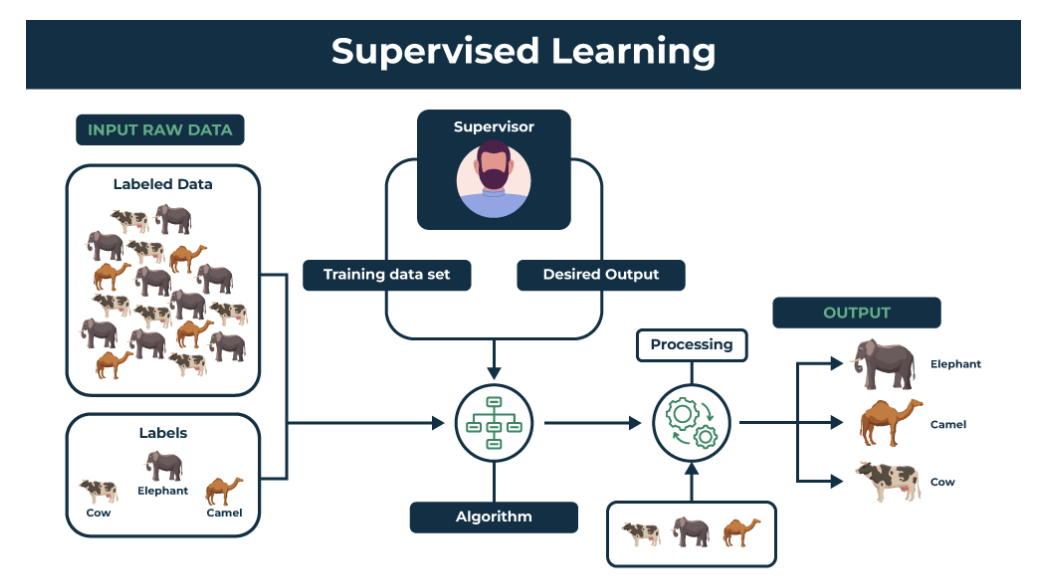 Supervised Learning
INPUT RAW DATA
Labeled Data
Labels
Elephant
Cow
Camel
Supervisor
Training data set
Desired Output
Algorithm
Processing
OUTPUT
Elephant
Camel
Cow